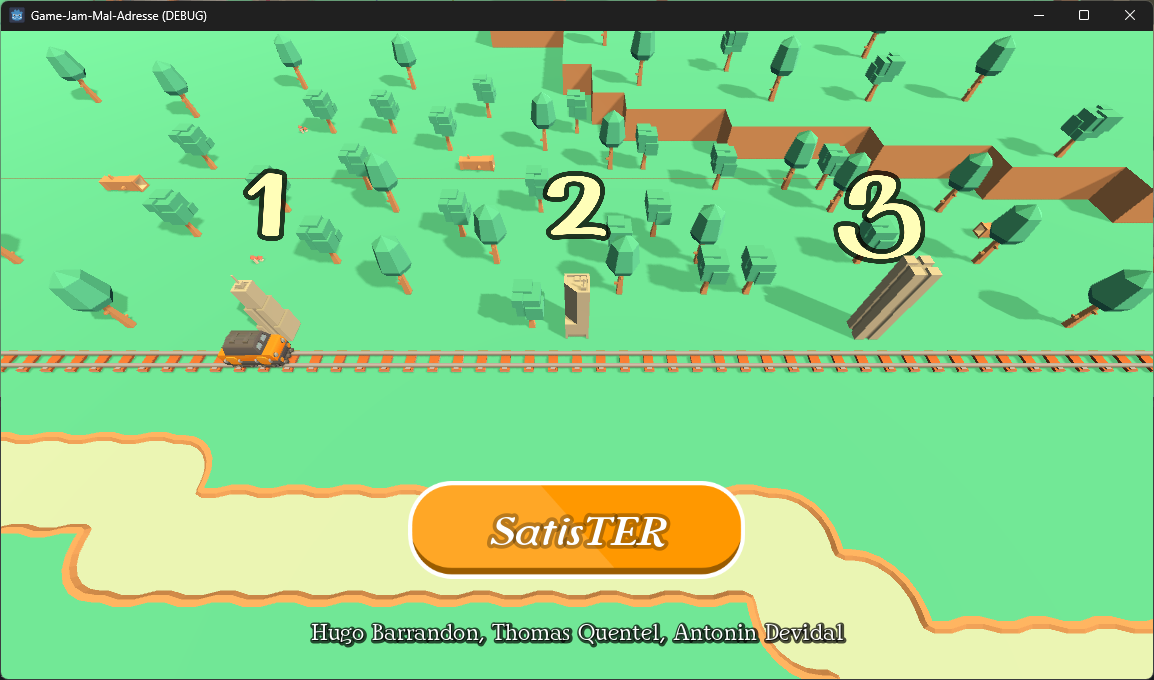 Game-Jam-Mal-Adresse (DEBUG)
1 2 3
SatisTER
Hugo Barrandon, Thomas Quentel, Antonin Devidal